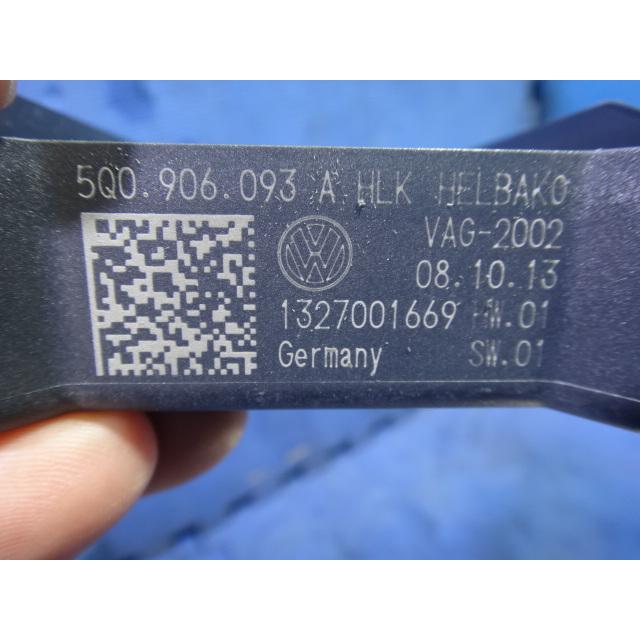 5Q0.906.093 A HLK HELBAKO
VAG-2002
08.10.13
1327001669 HW.01
Germany SW.01